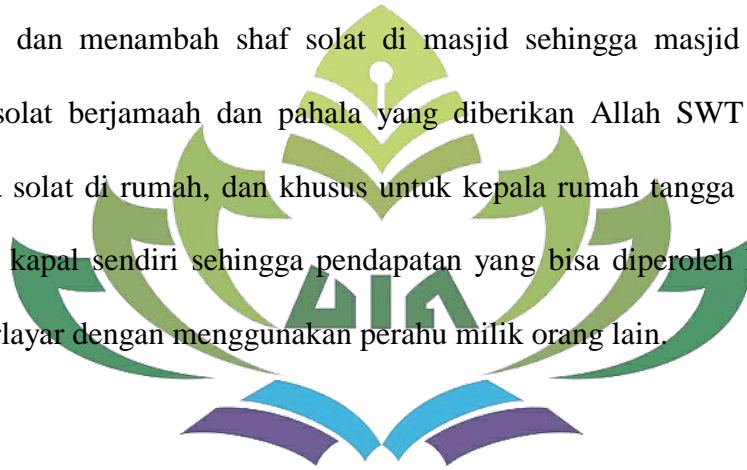 dan menambah shaf solat di masjid sehingga masjid
solat berjamaah dan pahala yang diberikan Allah SWT
solat di rumah, dan khusus untuk kepala rumah tangga
kapal sendiri sehingga pendapatan yang bisa diperoleh
dengan menggunakan perahu milik orang lain.
UIN